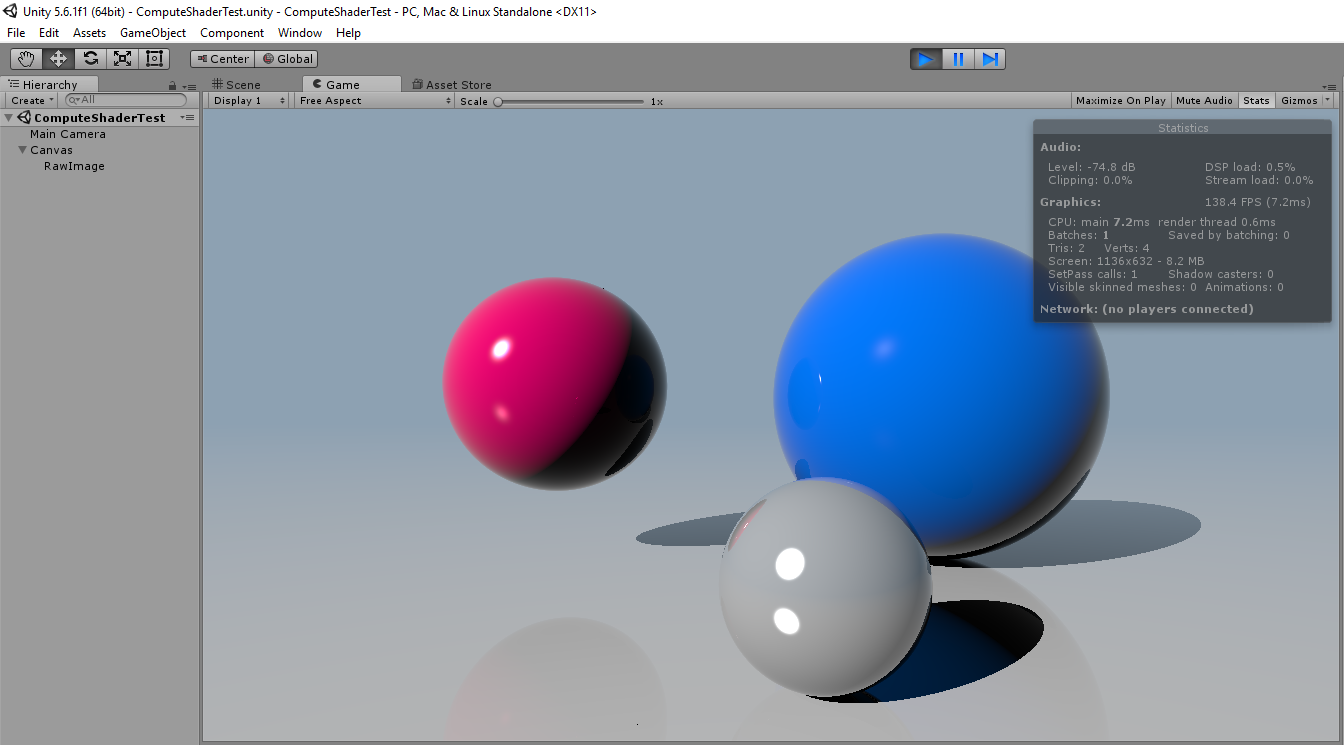 Unity 5.6.1f1 (64bit) - ComputeShaderTest.unity - ComputeShaderTest - PC, Mac & Linux Standalone <DX11>
File Edit Assets GameObject Component Window Help
Center Global
Hierarchy Scene Game Asset Store
Create All Display 1 Free Aspect Scale 1x Maximize On Play Mute Audio Stats Gizmos
ComputeShaderTest
Main Camera
Canvas
RawImage
Statistics
Audio:
Level: -74.8 dB DSP load: 0.5%
Clipping: 0.0% Stream load: 0.0%
Graphics: 138.4 FPS (7.2ms)
CPU: main 7.2ms render thread 0.6ms
Batches: 1 Saved by batching: 0
Tris: 2 Verts: 4
Screen: 1136x632 - 8.2 MB
SetPass calls: 1 Shadow casters: 0
Visible skinned meshes: 0 Animations: 0
Network: (no players connected)